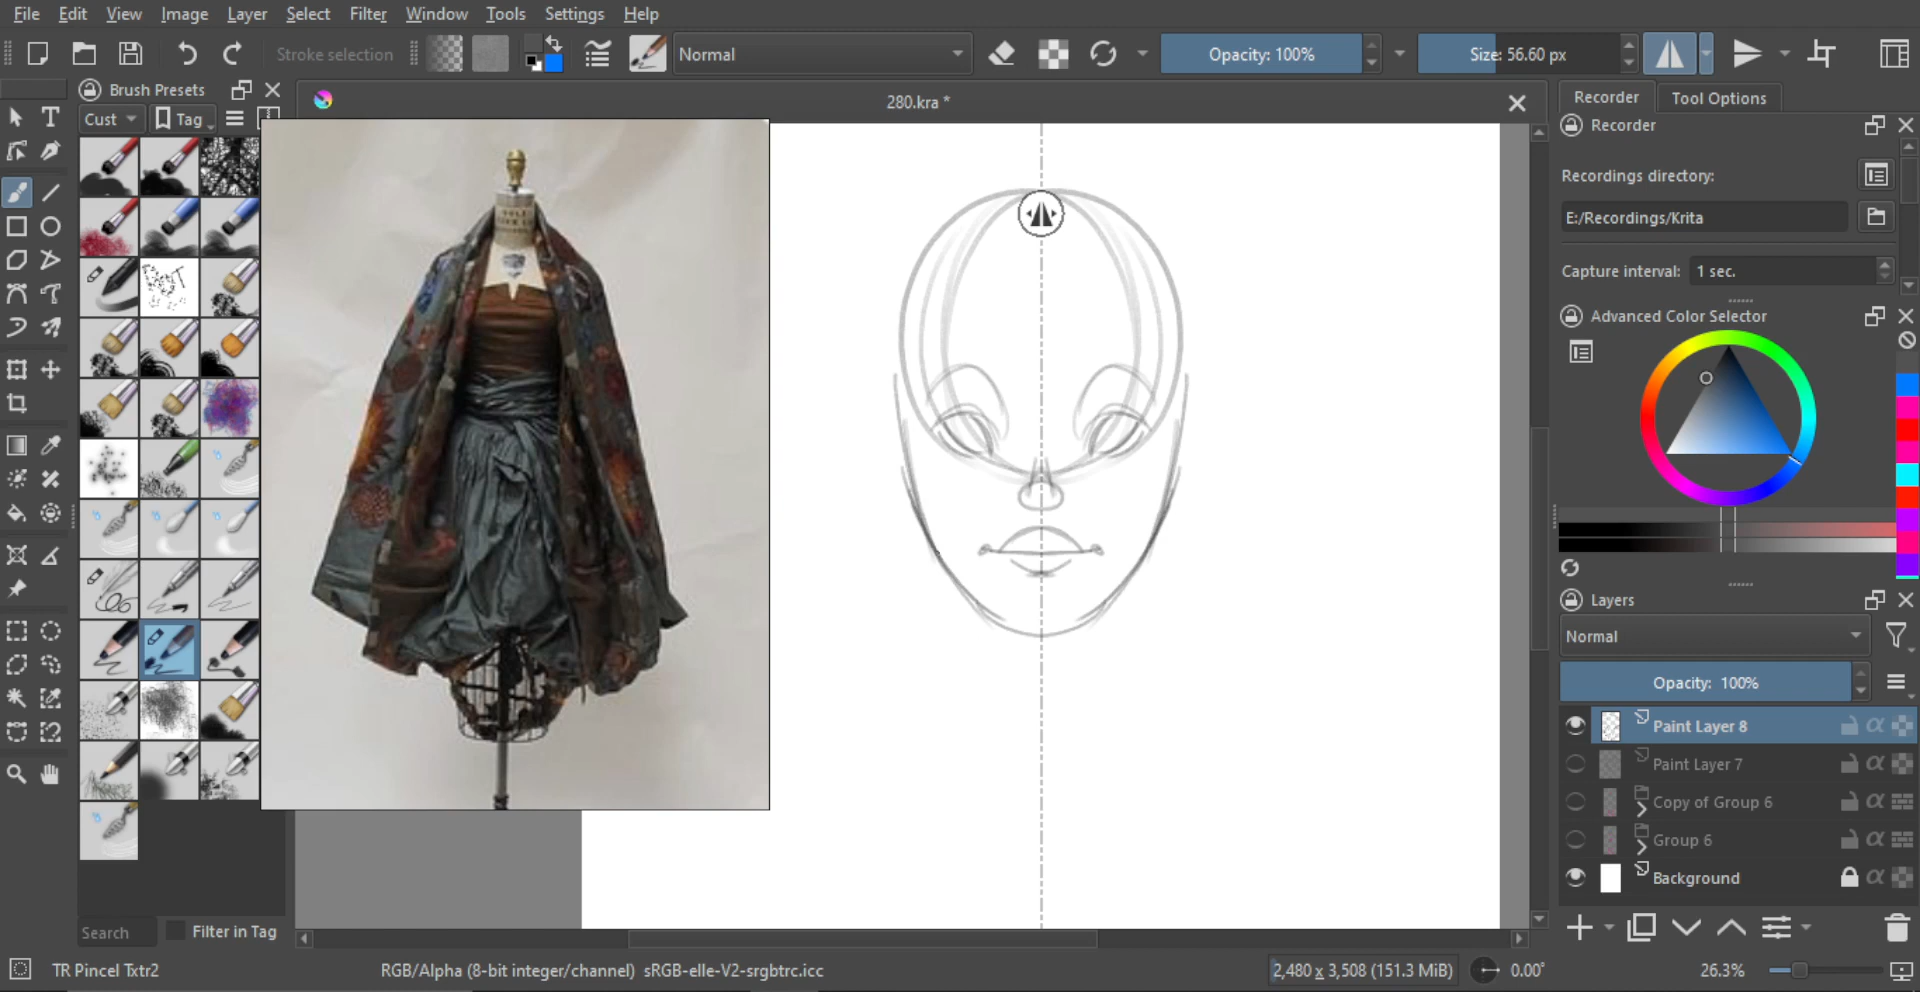 File Edit View Image Layer Select Filter Window Tools Settings Help
Stroke selection Normal Opacity: 100% Size: 56.60 px
Brush Presets
280.kra *
Recorder Tool Options
Cust Tag
Recorder
Recordings directory:
E:/Recordings/Krita
Capture interval: 1 sec.
Advanced Color Selector
Layers
Normal
Opacity: 100%
Paint Layer 8
Paint Layer 7
Copy of Group 6
Group 6
Background
Search Filter in Tag
TR Pincel Txtr2 RGB/Alpha (8-bit integer/channel) sRGB-elle-V2-srgbtrc.icc 2,480 x 3,508 (151.3 MiB) 0.00° 26.3%